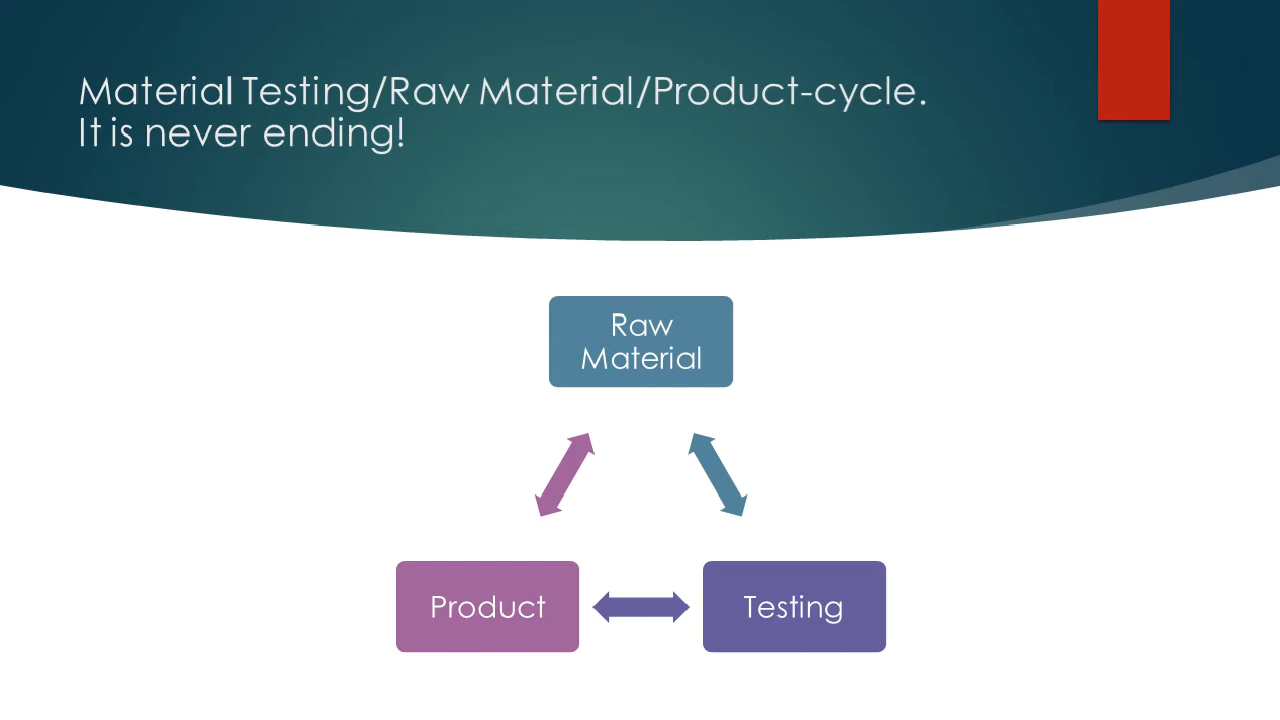 Material Testing/Raw Material/Product-cycle.
It is never ending!
Raw
Material
Product
Testing